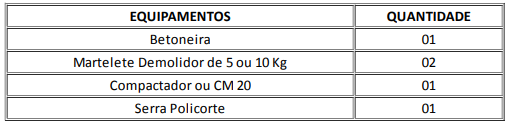 EQUIPAMENTOS QUANTIDADE
Betoneira 01
Martelete Demolidor de 5 ou 10 Kg 02
Compactador ou CM 20 01
Serra Policorte 01